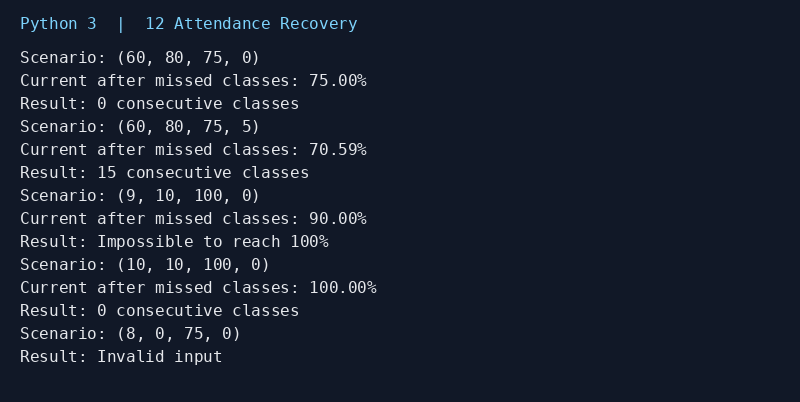 Python 3  |  12 Attendance Recovery
Scenario: (60, 80, 75, 0)
Current after missed classes: 75.00%
Result: 0 consecutive classes
Scenario: (60, 80, 75, 5)
Current after missed classes: 70.59%
Result: 15 consecutive classes
Scenario: (9, 10, 100, 0)
Current after missed classes: 90.00%
Result: Impossible to reach 100%
Scenario: (10, 10, 100, 0)
Current after missed classes: 100.00%
Result: 0 consecutive classes
Scenario: (8, 0, 75, 0)
Result: Invalid input